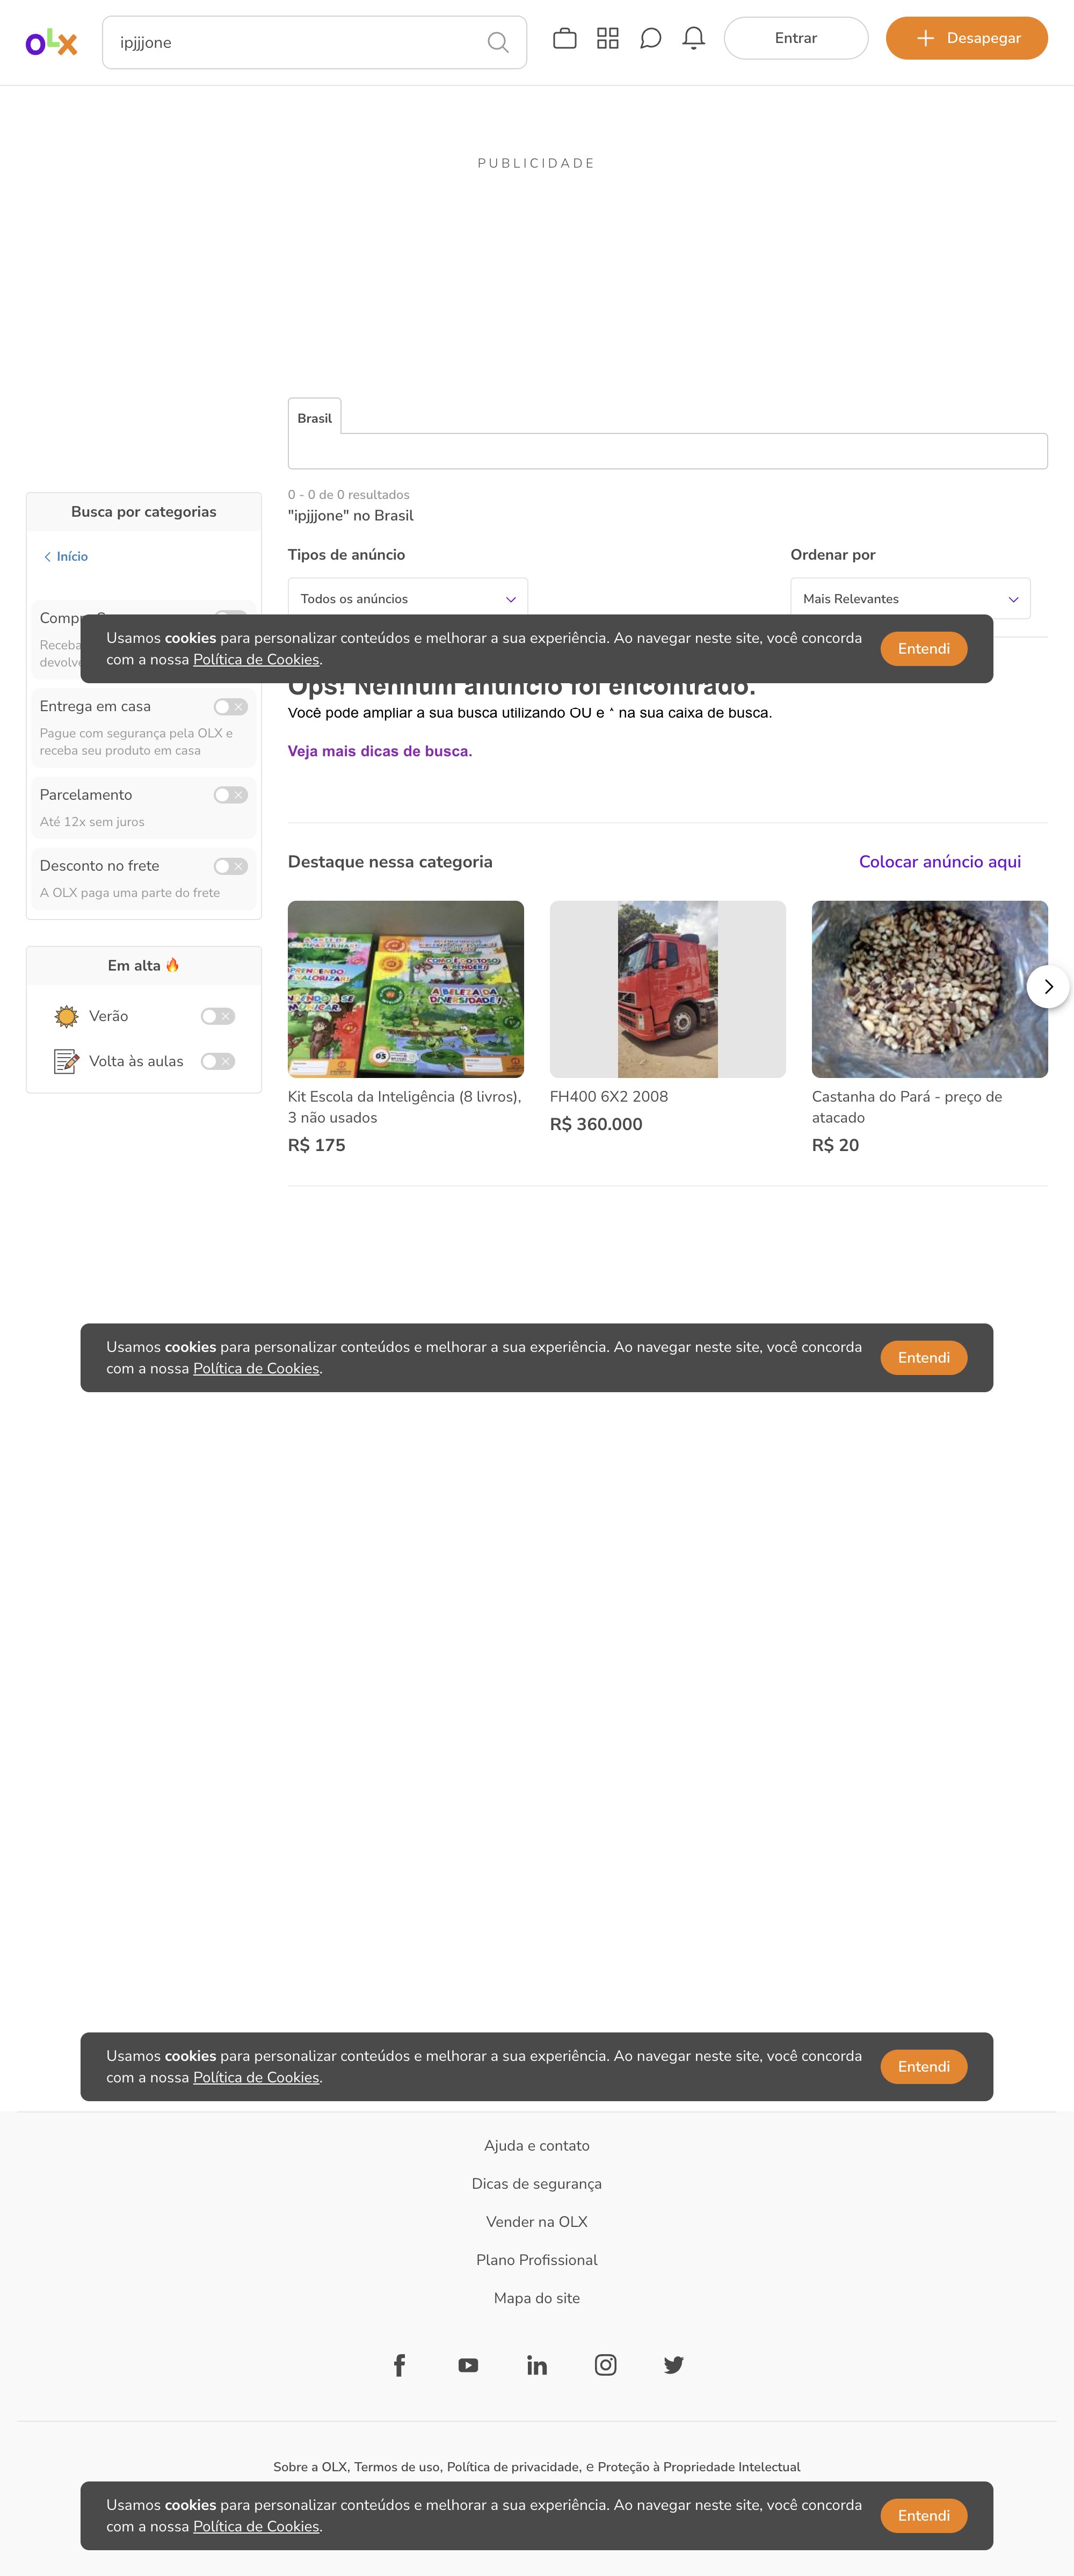 OLX
ipjjjone
Entrar
Desapegar
PUBLICIDADE
Brasil
0 - 0 de 0 resultados
"ipjjjone" no Brasil
Busca por categorias
Início
Tipos de anúncio
Ordenar por
Todos os anúncios
Mais Relevantes
Usamos cookies para personalizar conteúdos e melhorar a sua experiência. Ao navegar neste site, você concorda
com a nossa Política de Cookies.
Entendi
Ops! Nenhum anúncio foi encontrado.
Você pode ampliar a sua busca utilizando OU e * na sua caixa de busca.
Veja mais dicas de busca.
Entrega em casa
Pague com segurança pela OLX e
receba seu produto em casa
Parcelamento
Até 12x sem juros
Desconto no frete
A OLX paga uma parte do frete
Em alta
Verão
Volta às aulas
Destaque nessa categoria
Colocar anúncio aqui
A BELEZA DA
DIVERSIDADE!
Kit Escola da Inteligência (8 livros),
3 não usados
R$ 175
FH400 6X2 2008
R$ 360.000
Castanha do Pará - preço de
atacado
R$ 20
Usamos cookies para personalizar conteúdos e melhorar a sua experiência. Ao navegar neste site, você concorda
com a nossa Política de Cookies.
Entendi
Usamos cookies para personalizar conteúdos e melhorar a sua experiência. Ao navegar neste site, você concorda
com a nossa Política de Cookies.
Entendi
Ajuda e contato
Dicas de segurança
Vender na OLX
Plano Profissional
Mapa do site
Sobre a OLX, Termos de uso, Política de privacidade, e Proteção à Propriedade Intelectual
Usamos cookies para personalizar conteúdos e melhorar a sua experiência. Ao navegar neste site, você concorda
com a nossa Política de Cookies.
Entendi